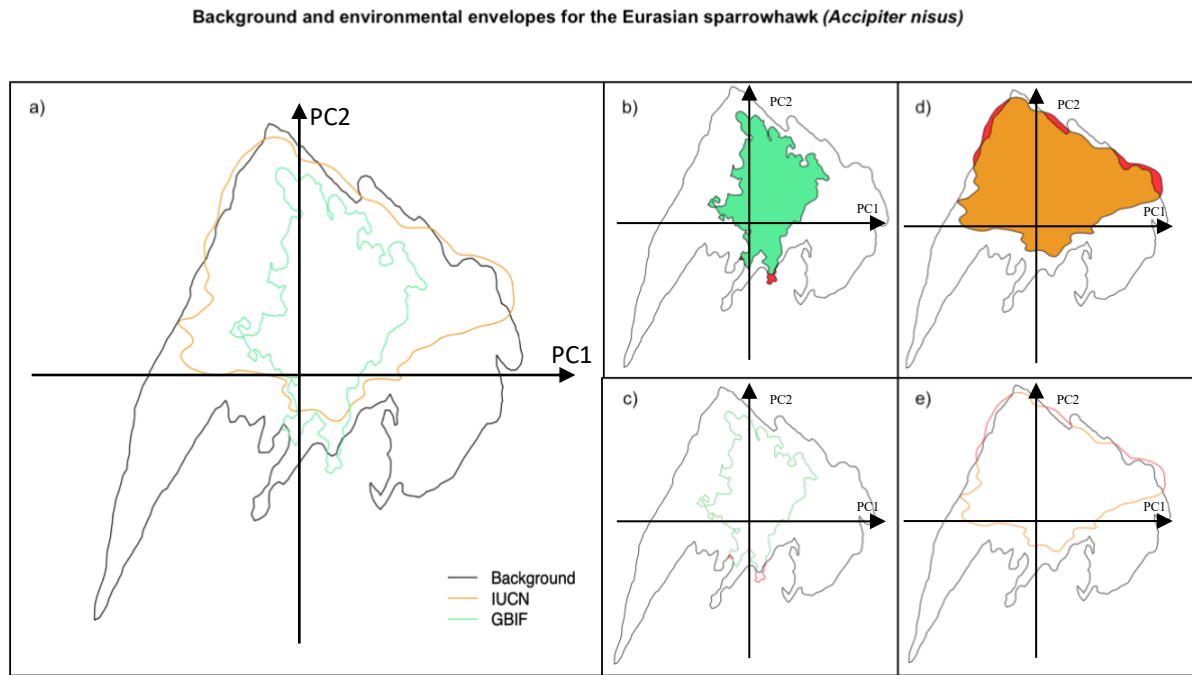 Background and environmental envelopes for the Eurasian sparrowhawk (Accipiter nisus)
a)
PC2
PC1
Background
IUCN
GBIF
b)
PC2
PC1
d)
PC2
PC1
c)
PC2
PC1
e)
PC2
PC1